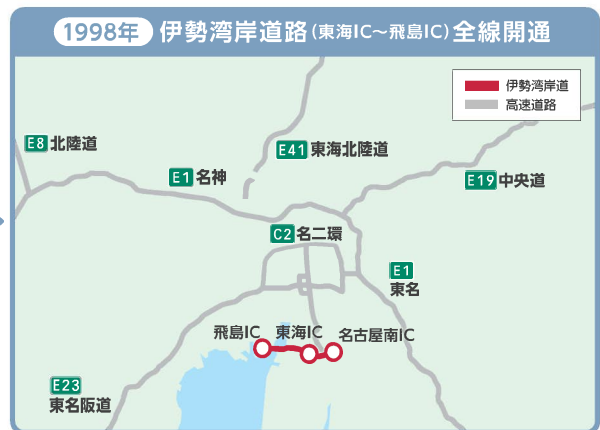 1998年 伊勢湾岸道路(東海IC〜飛島IC)全線開通
伊勢湾岸道
高速道路
E8 北陸道
E41 東海北陸道
E1 名神
E19 中央道
C2 名二環
E1
東名
飛島IC 東海IC 名古屋南IC
E23
東名阪道